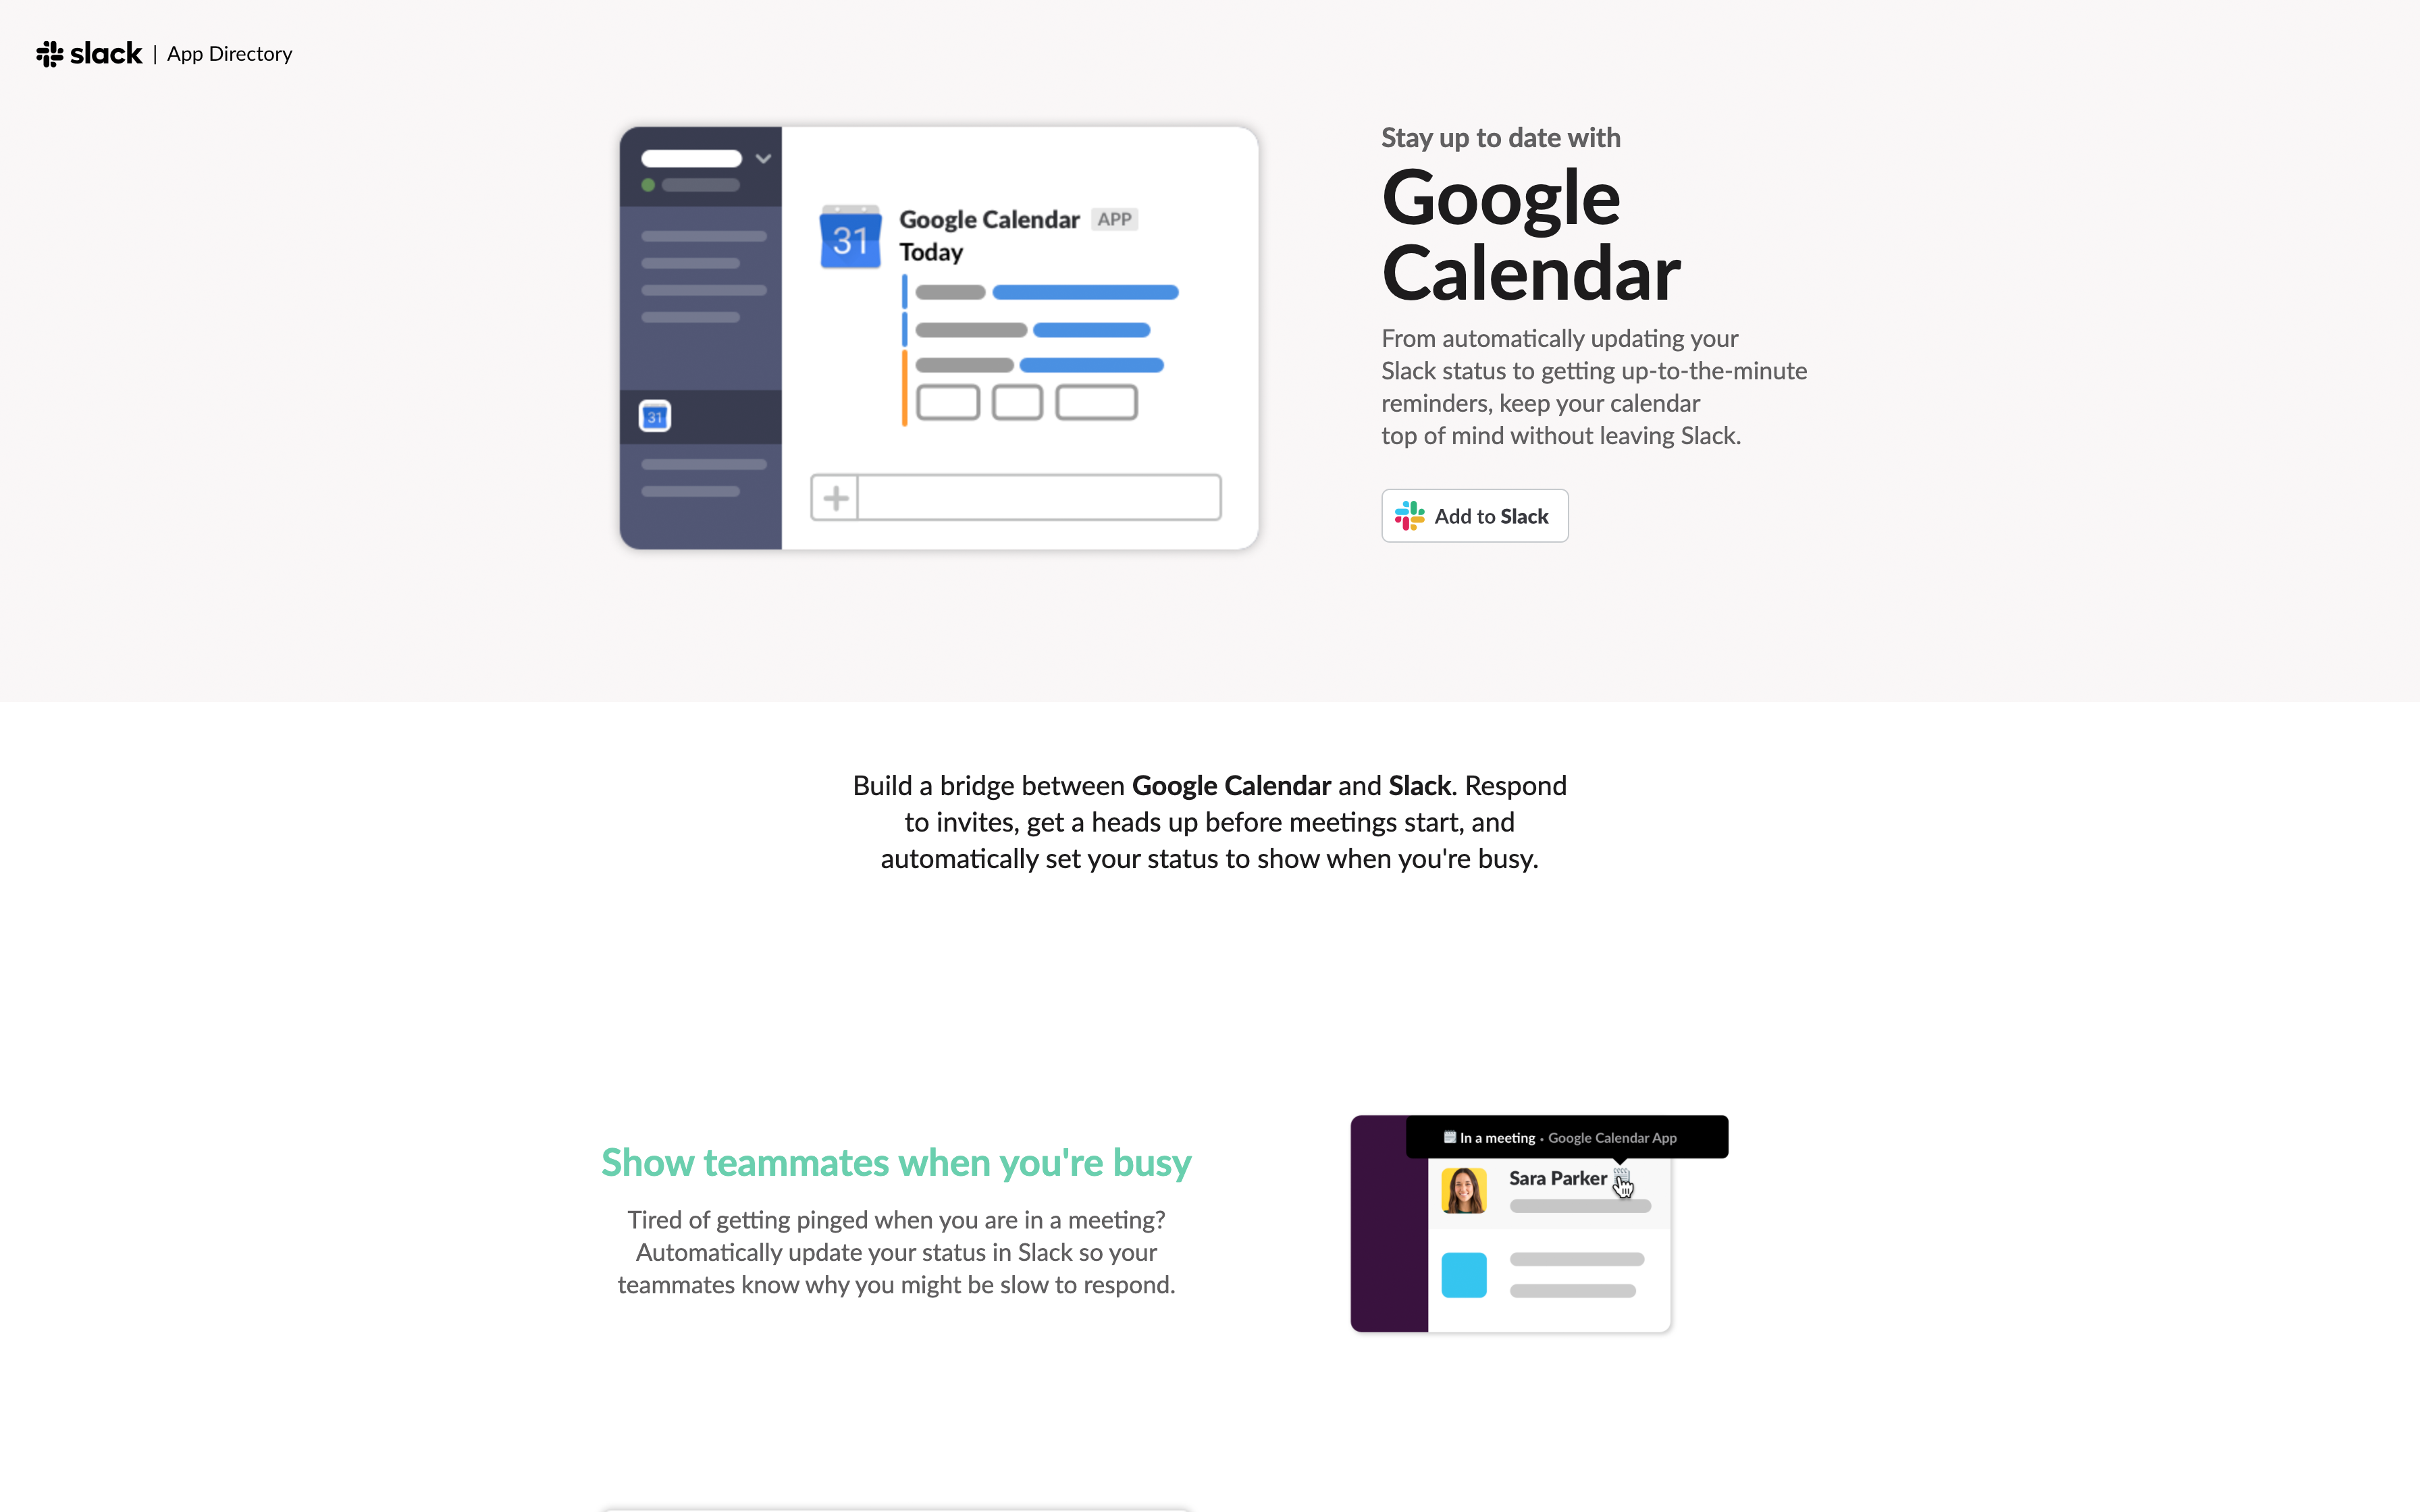 slack | App Directory
Google Calendar APP
Today
31
31
Stay up to date with
Google
Calendar
From automatically updating your
Slack status to getting up-to-the-minute
reminders, keep your calendar
top of mind without leaving Slack.
Add to Slack
Build a bridge between Google Calendar and Slack. Respond
to invites, get a heads up before meetings start, and
automatically set your status to show when you're busy.
Show teammates when you're busy
Tired of getting pinged when you are in a meeting?
Automatically update your status in Slack so your
teammates know why you might be slow to respond.
In a meeting • Google Calendar App
Sara Parker